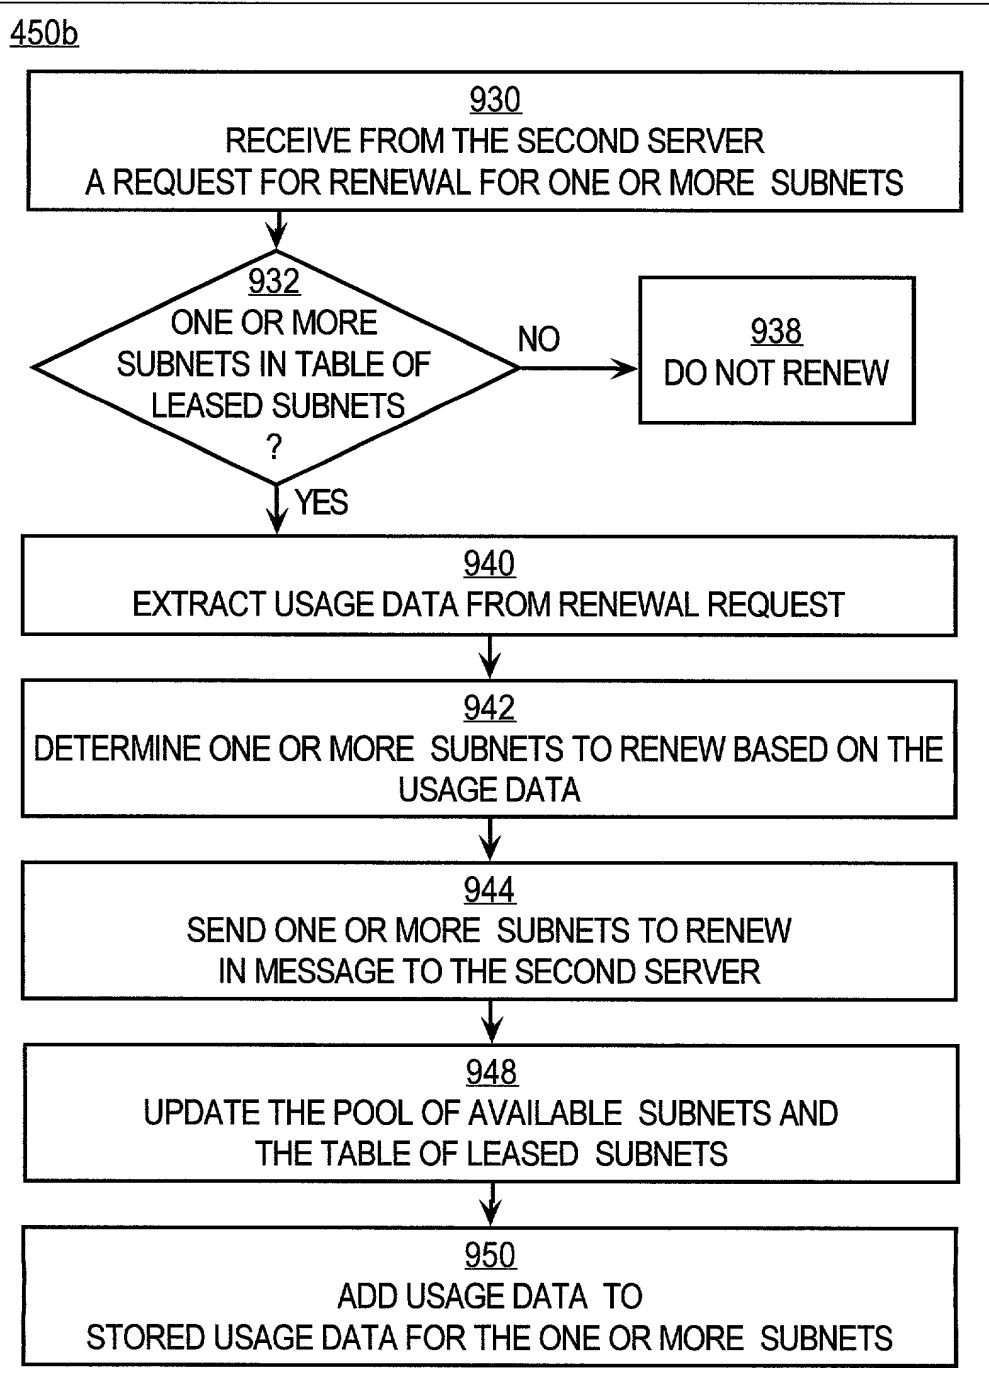 450b
930
RECEIVE FROM THE SECOND SERVER
A REQUEST FOR RENEWAL FOR ONE OR MORE SUBNETS
932
ONE OR MORE
SUBNETS IN TABLE OF
LEASED SUBNETS
?
NO
938
DO NOT RENEW
YES
940
EXTRACT USAGE DATA FROM RENEWAL REQUEST
942
DETERMINE ONE OR MORE SUBNETS TO RENEW BASED ON THE
USAGE DATA
944
SEND ONE OR MORE SUBNETS TO RENEW
IN MESSAGE TO THE SECOND SERVER
948
UPDATE THE POOL OF AVAILABLE SUBNETS AND
THE TABLE OF LEASED SUBNETS
950
ADD USAGE DATA TO
STORED USAGE DATA FOR THE ONE OR MORE SUBNETS